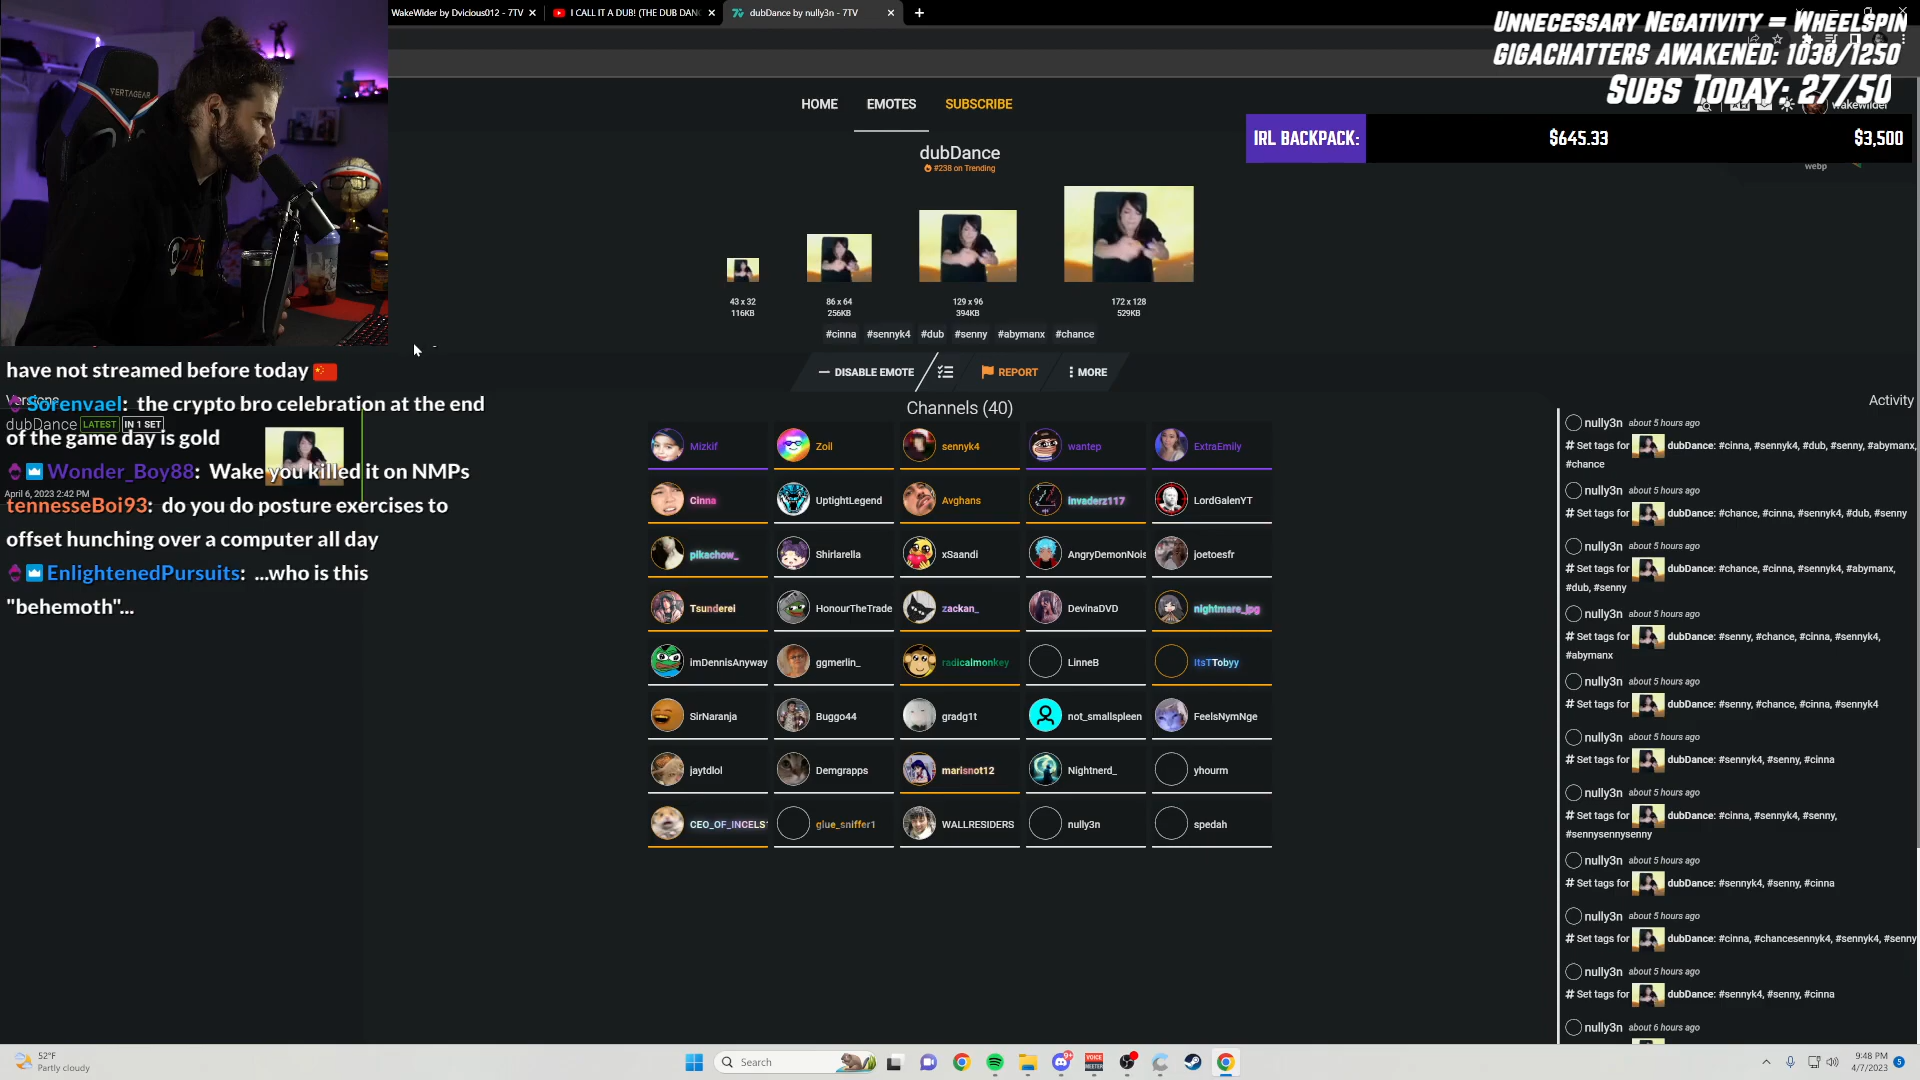 WakeWider by Dvicious012 - 7TV
I CALL IT A DUB! (THE DUB DAN
dubDance by nully3n - 7TV
UNNECESSARY NEGATIVITY = WHEELSPIN
GIGACHATTERS AWAKENED: 1038/1250
SUBS TODAY: 27/50
VERTAGEAR
HOME
EMOTES
SUBSCRIBE
wakewider
IRL BACKPACK:
$645.33
$3,500
webp
dubDance
#238 on Trending
43 x 32
116KB
86 x 64
256KB
129 x 96
394KB
172 x 128
529KB
#cinna #sennyk4 #dub #senny #abymanx #chance
DISABLE EMOTE
REPORT
MORE
have not streamed before today
Versions
Sorenvael: the crypto bro celebration at the end
of the game day is gold
dubDance LATEST IN 1 SET
Wonder_Boy88: Wake you killed it on NMPs
April 6, 2023 2:42 PM
tennesseBoi93: do you do posture exercises to
offset hunching over a computer all day
EnlightenedPursuits: ...who is this
"behemoth"...
Channels (40)
Mizkif
Zoil
sennyk4
wantep
ExtraEmily
Cinna
UptightLegend
Avghans
Invaderz117
LordGalenYT
pikachow_
Shirlarella
xSaandi
AngryDemonNois
joetoesfr
Tsunderei
HonourTheTrade
zackan_
DevinaDVD
nightmare_jpg
imDennisAnyway
ggmerlin_
radicalmonkey
LinneB
ItsTTobyy
SirNaranja
Buggo44
gradg1t
not_smallspleen
FeelsNymNge
jaytdlol
Demgrapps
marisnot12
Nightnerd_
yhourm
CEO_OF_INCELS
glue_sniffer1
WALLRESIDERS
nully3n
spedah
Activity
nully3n about 5 hours ago
# Set tags for dubDance: #cinna, #sennyk4, #dub, #senny, #abymanx,
#chance
nully3n about 5 hours ago
# Set tags for dubDance: #chance, #cinna, #sennyk4, #dub, #senny
nully3n about 5 hours ago
# Set tags for dubDance: #chance, #cinna, #sennyk4, #abymanx,
#dub, #senny
nully3n about 5 hours ago
# Set tags for dubDance: #senny, #chance, #cinna, #sennyk4,
#abymanx
nully3n about 5 hours ago
# Set tags for dubDance: #senny, #chance, #cinna, #sennyk4
nully3n about 5 hours ago
# Set tags for dubDance: #sennyk4, #senny, #cinna
nully3n about 5 hours ago
# Set tags for dubDance: #cinna, #sennyk4, #senny,
#sennysennysenny
nully3n about 5 hours ago
# Set tags for dubDance: #sennyk4, #senny, #cinna
nully3n about 5 hours ago
# Set tags for dubDance: #cinna, #chancesennyk4, #sennyk4, #senny
nully3n about 5 hours ago
# Set tags for dubDance: #sennyk4, #senny, #cinna
nully3n about 6 hours ago
52°F
Partly cloudy
Search
9+
VOICE
MEETER
9:48 PM
4/7/2023
5